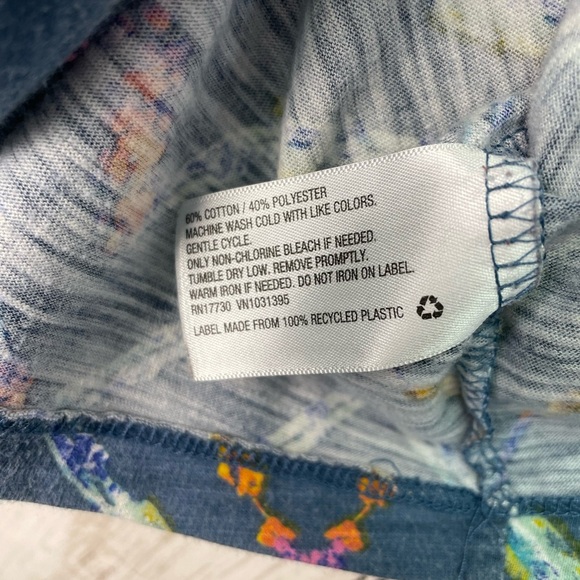 60% COTTON / 40% POLYESTER
MACHINE WASH COLD WITH LIKE COLORS.
GENTLE CYCLE.
ONLY NON-CHLORINE BLEACH IF NEEDED.
TUMBLE DRY LOW. REMOVE PROMPTLY.
WARM IRON IF NEEDED. DO NOT IRON ON LABEL.
RN17730 VN1031395
LABEL MADE FROM 100% RECYCLED PLASTIC